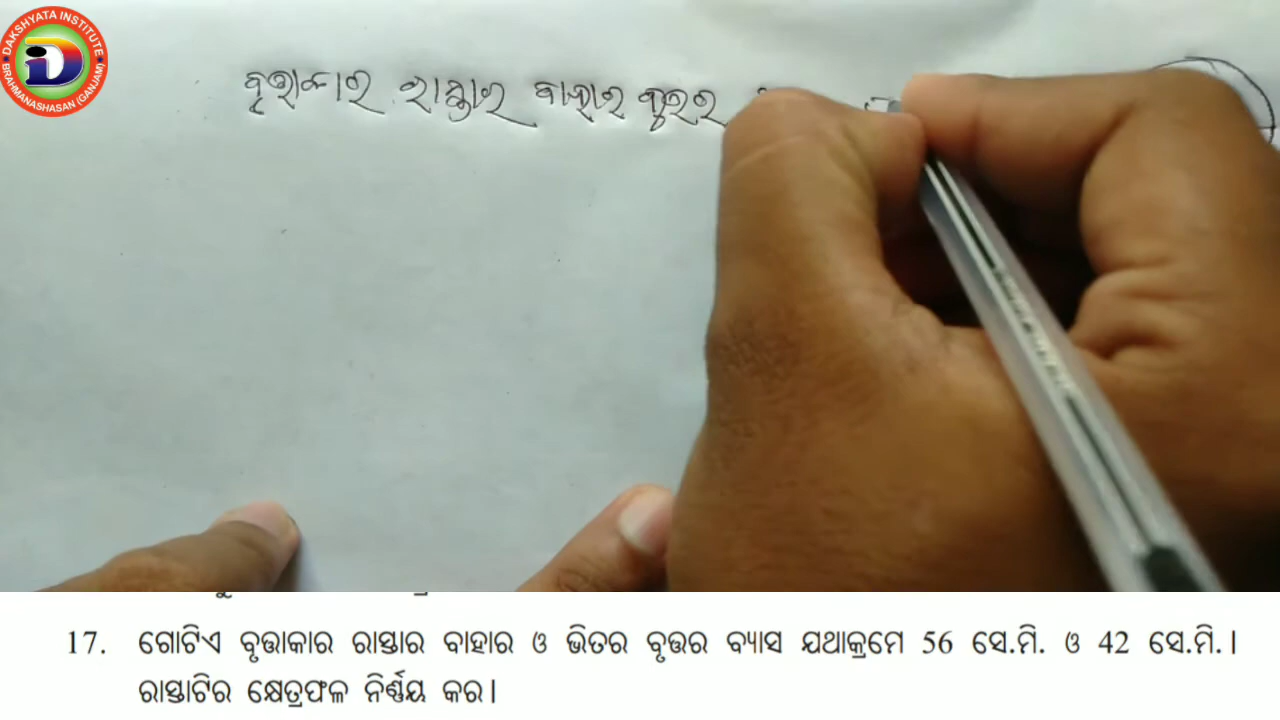 DAKSHYATA INSTITUTE
BRAHMANASHASAN (GANJAM)
ବୃତ୍ତାକାର ରାସ୍ତାର ବାହାର ବୃତ୍ତର
17. ଗୋଟିଏ ବୃତ୍ତାକାର ରାସ୍ତାର ବାହାର ଓ ଭିତର ବୃତ୍ତର ବ୍ୟାସ ଯଥାକ୍ରମେ 56 ସେ.ମି. ଓ 42 ସେ.ମି.।
ରାସ୍ତାଟିର କ୍ଷେତ୍ରଫଳ ନିର୍ଣ୍ଣୟ କର।